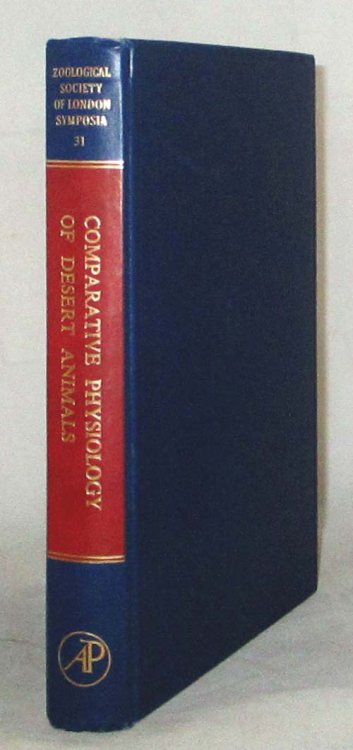 ZOOLOGICAL
SOCIETY
OF LONDON
SYMPOSIA
31
COMPARATIVE PHYSIOLOGY
OF DESERT ANIMALS
AP